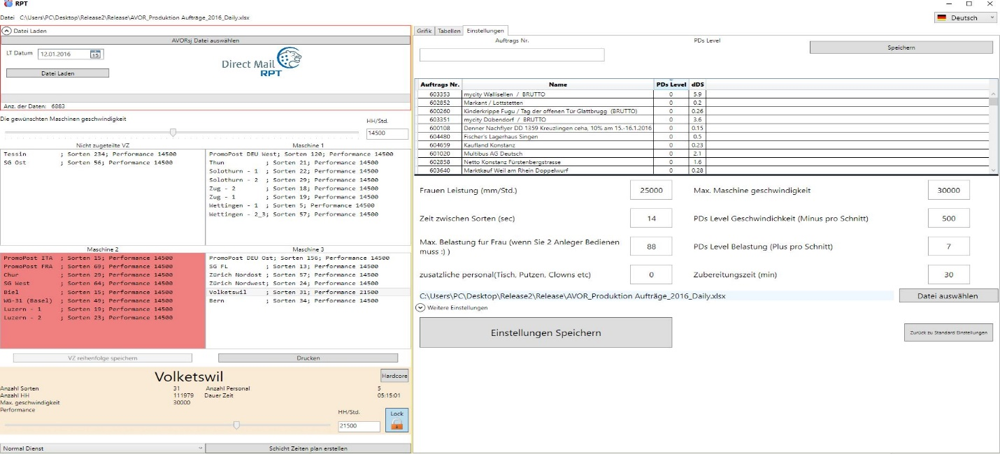 RPT
Datei C:\Users\PC\Desktop\Release2\Release\AVOR_Produktion Aufträge_2016_Daily.xlsx
Deutsch
Datei Laden
AVORsj Datei auswählen
LT Datum 12.01.2016 15
Direct Mail
RPT
Datei Laden
Anz. der Daten: 6883
Die gewünschten Maschinen geschwindigkeit
HH/Std.
14500
Nicht zugeteilte VZ
Tessin ; Sorten 234; Performance 14500
SG Ost ; Sorten 56; Performance 14500
Maschine 1
PromoPost DEU West; Sorten 120; Performance 14500
Thun ; Sorten 21; Performance 14500
Solothurn - 1 ; Sorten 22; Performance 14500
Solothurn - 2 ; Sorten 29; Performance 14500
Zug - 2 ; Sorten 18; Performance 14500
Zug - 1 ; Sorten 19; Performance 14500
Wettingen - 1 ; Sorten 5; Performance 14500
Wettingen - 2_3; Sorten 57; Performance 14500
Maschine 2
PromoPost ITA ; Sorten 15; Performance 14500
PromoPost FRA ; Sorten 69; Performance 14500
Chur ; Sorten 29; Performance 14500
SG West ; Sorten 64; Performance 14500
Biel ; Sorten 15; Performance 14500
WG-31 (Basel) ; Sorten 49; Performance 14500
Luzern - 1 ; Sorten 19; Performance 14500
Luzern - 2 ; Sorten 23; Performance 14500
Maschine 3
PromoPost DEU Ost; Sorten 156; Performance 14500
SG FL ; Sorten 13; Performance 14500
Zürich Nordost ; Sorten 57; Performance 14500
Zürich Nordwest; Sorten 24; Performance 14500
Volketswil ; Sorten 31; Performance 21500
Bern ; Sorten 34; Performance 14500
VZ reihenfolge speichern
Drucken
Volketswil
Hardcore
Anzahl Sorten 31 Anzahl Personal 5
Anzahl HH 111979 Dauer Zeit 05:15:01
Max. geschwindigkeit 30000
Performance
HH/Std.
21500
Lock
Normal Dienst
Schicht Zeiten plan erstellen
Grifik Tabellen Einstellungen
Auftrags Nr. PDs Level
Speichern
Auftrags Nr. Name PDs Level dDS
603353 mycity Wallisellen / BRUTTO 0 5.9
602852 Markant / Lottstetten 0 0.2
600260 Kinderkrippe Fugu / Tag der offenen Tür Glattbrugg (BRUTTO) 0 0.26
603351 mycity Dübendorf / BRUTTO 0 3.6
600108 Denner Nachflyer DD 1359 Kreuzlingen ceha, 10% am 15.-16.1.2016 0 0.15
604480 Fischer's Lagerhaus Singen 0 0.5
604659 Kaufland Konstanz 0 0.23
601020 Multibus AG Deutsch 0 2.1
602858 Netto Konstanz Fürstenbergstrasse 0 1.6
603640 Marktkauf Weil am Rhein Doppelwurf 0 0.28
Frauen Leistung (mm/Std.) 25000 Max. Maschine geschwindigkeit 30000
Zeit zwischen Sorten (sec) 14 PDs Level Geschwindichkeit (Minus pro Schnitt) 500
Max. Belastung fur Frau (wenn Sie 2 Anleger Bedienen
muss :) )
88 PDs Level Belastung (Plus pro Schnitt) 7
zusatzliche personal(Tisch, Putzen, Clowns etc) 0 Zubereitungszeit (min) 30
C:\Users\PC\Desktop\Release2\Release\AVOR_Produktion Aufträge_2016_Daily.xlsx
Datei auswählen
Weitere Einstellungen
Einstellungen Speichern
Zurück zu Standard Einstellungen